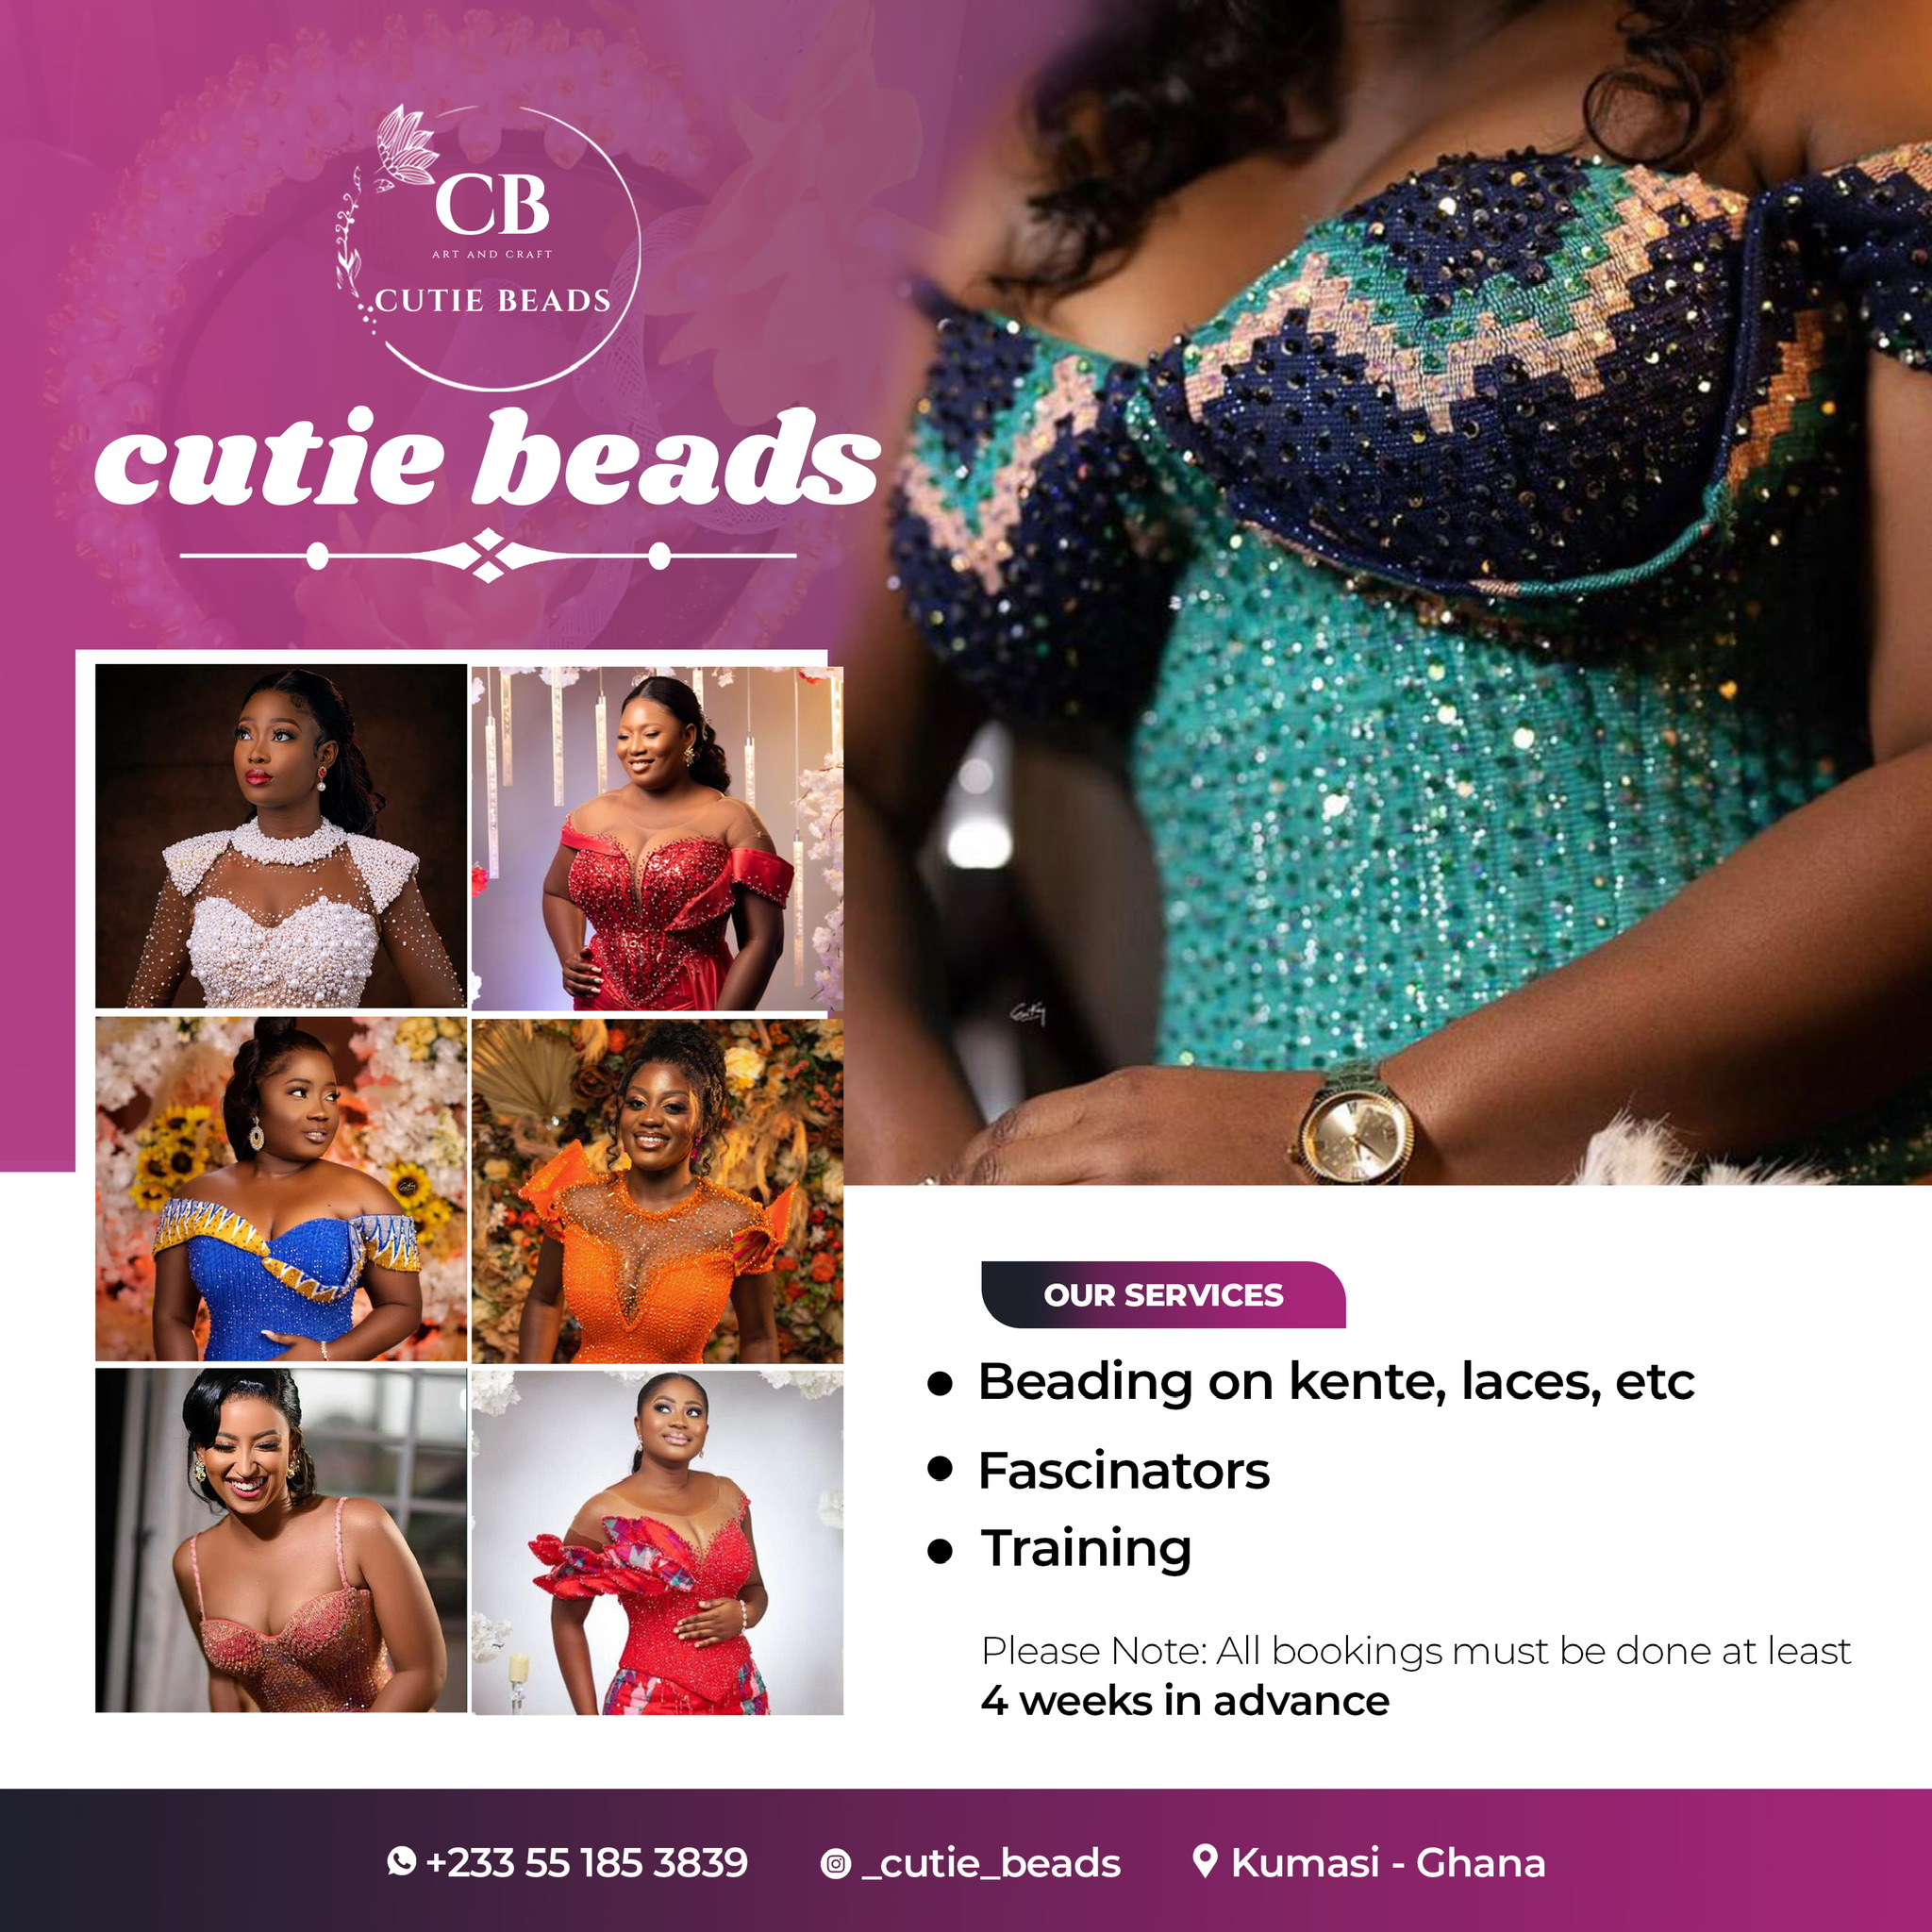 CB
ART AND CRAFT
CUTIE BEADS
cutie beads
OUR SERVICES
Beading on kente, laces, etc
Fascinators
Training
Please Note: All bookings must be done at least
4 weeks in advance
+233 55 185 3839
_cutie_beads
Kumasi - Ghana